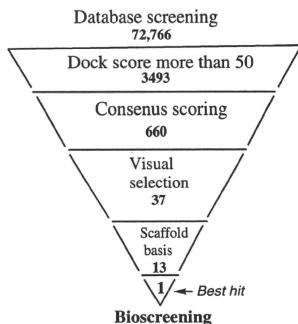 Database screening
72,766
Dock score more than 50
3493
Consenus scoring
660
Visual
selection
37
Scaffold
basis
13
1
Best hit
Bioscreening